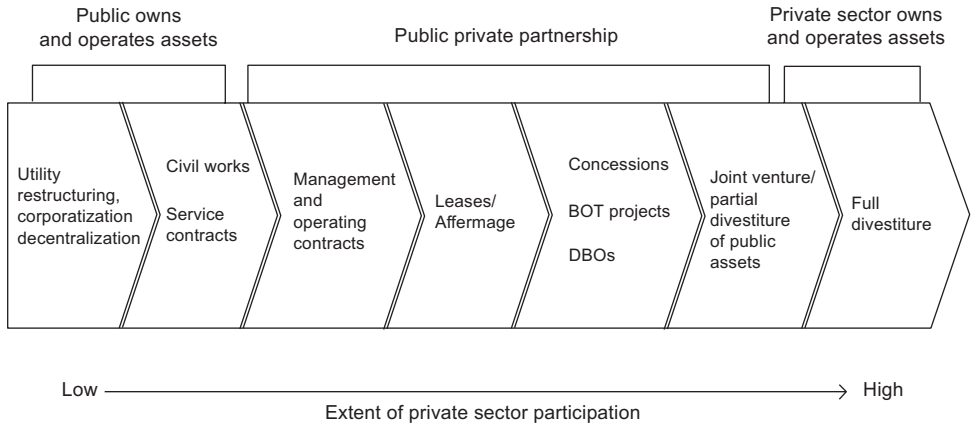 Public owns
and operates assets
Public private partnership
Private sector owns
and operates assets
Utility
restructuring,
corporatization
decentralization
Civil works
Service
contracts
Management
and
operating
contracts
Leases/
Affermage
Concessions
BOT projects
DBOs
Joint venture/
partial
divestiture
of public
assets
Full
divestiture
Low
High
Extent of private sector participation